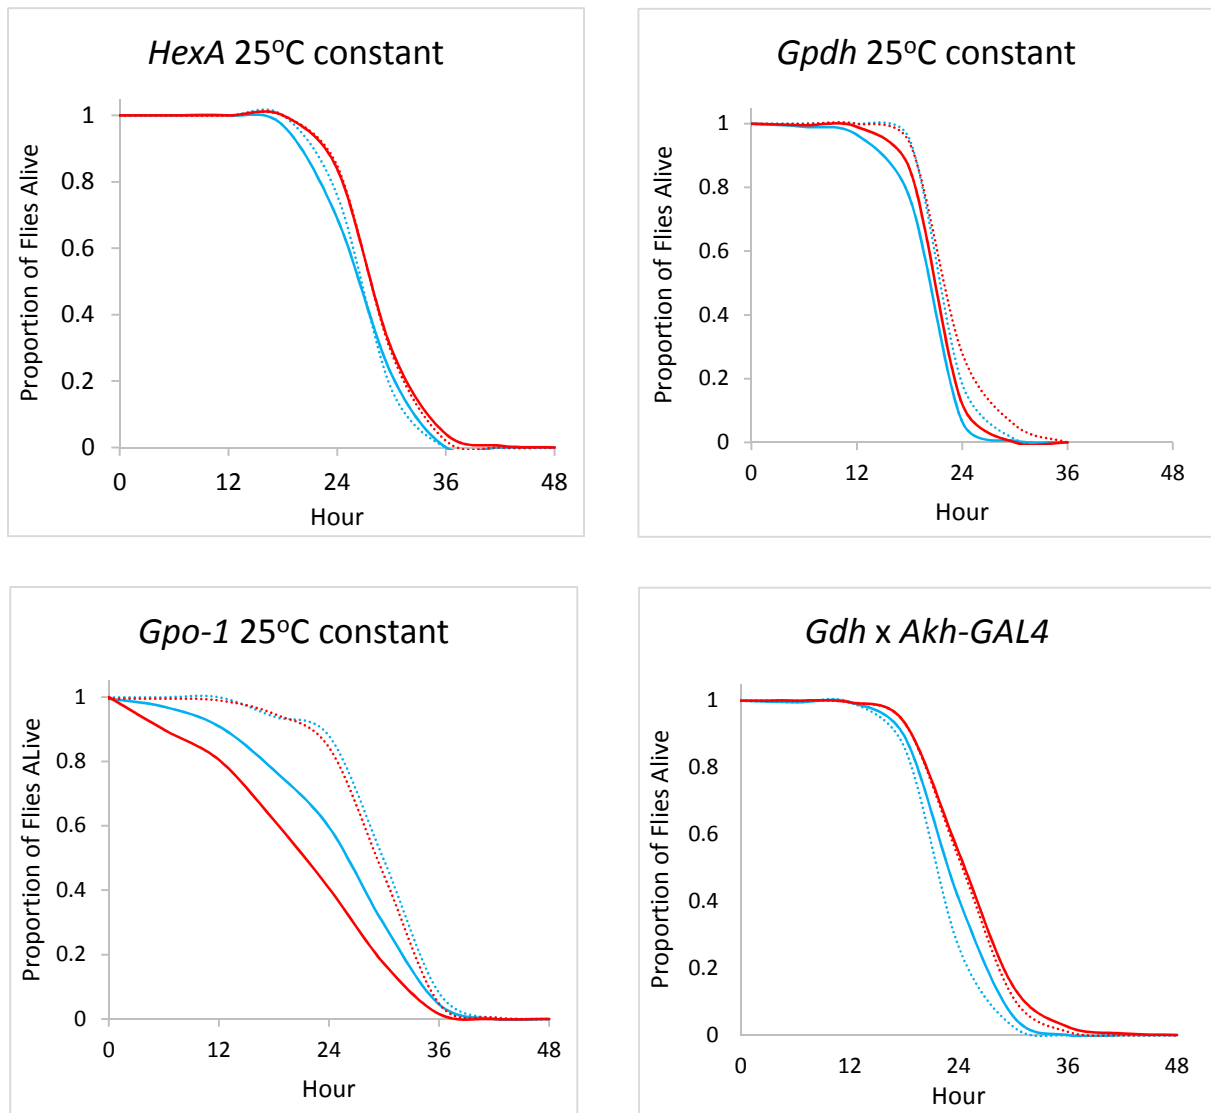 HexA 25°C constant
Proportion of Flies Alive
1
0.8
0.6
0.4
0.2
0
0 12 24 36 48
Hour
Gpdh 25°C constant
Proportion of Flies Alive
1
0.8
0.6
0.4
0.2
0
0 12 24 36 48
Hour
Gpo-1 25°C constant
Proportion of Flies ALive
1
0.8
0.6
0.4
0.2
0
0 12 24 36 48
Hour
Gdh x Akh-GAL4
Proportion of Flies Alive
1
0.8
0.6
0.4
0.2
0
0 12 24 36 48
Hour